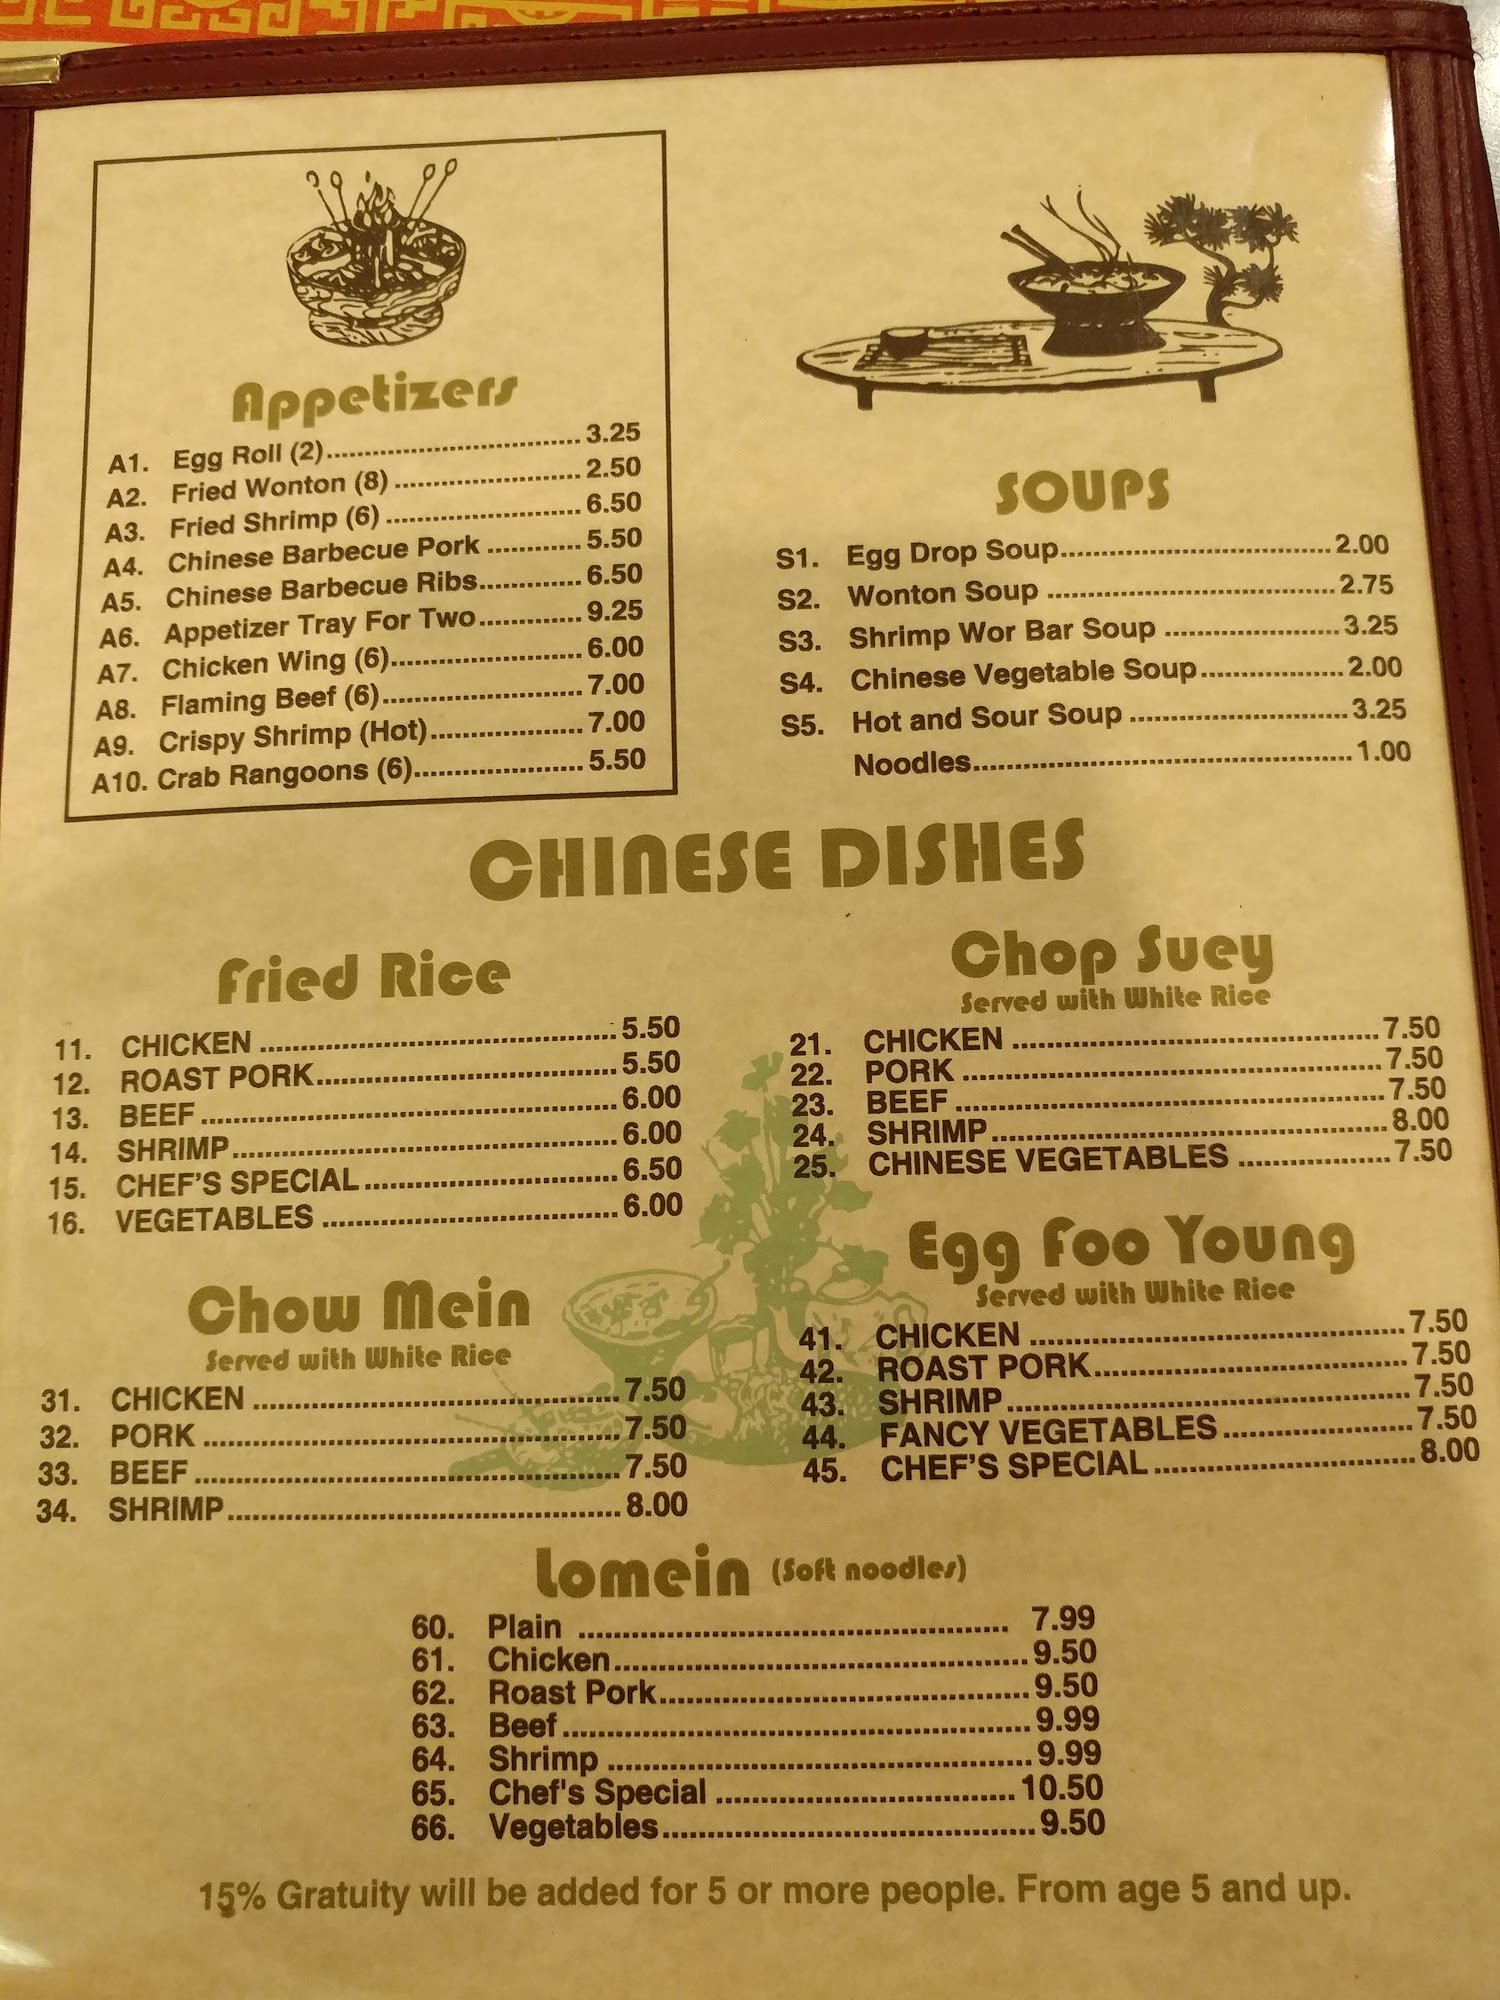 Appetizers
A1. Egg Roll (2)............................... 3.25
A2. Fried Wonton (8) ....................... 2.50
A3. Fried Shrimp (6) ........................ 6.50
A4. Chinese Barbecue Pork ............ 5.50
A5. Chinese Barbecue Ribs............. 6.50
A6. Appetizer Tray For Two............. 9.25
A7. Chicken Wing (6)....................... 6.00
A8. Flaming Beef (6)........................ 7.00
A9. Crispy Shrimp (Hot).................. 7.00
A10. Crab Rangoons (6).................... 5.50
SOUPS
S1. Egg Drop Soup................................. 2.00
S2. Wonton Soup ................................... 2.75
S3. Shrimp Wor Bar Soup ..................... 3.25
S4. Chinese Vegetable Soup................. 2.00
S5. Hot and Sour Soup .......................... 3.25
Noodles.............................................. 1.00
CHINESE DISHES
Fried Rice
11. CHICKEN ........................................... 5.50
12. ROAST PORK.................................... 5.50
13. BEEF .................................................. 6.00
14. SHRIMP.............................................. 6.00
15. CHEF'S SPECIAL .............................. 6.50
16. VEGETABLES .................................... 6.00
Chop Suey
Served with White Rice
21. CHICKEN ............................................ 7.50
22. PORK .................................................. 7.50
23. BEEF ................................................... 7.50
24. SHRIMP ............................................... 8.00
25. CHINESE VEGETABLES .................. 7.50
Chow Mein
Served with White Rice
31. CHICKEN ............................................ 7.50
32. PORK .................................................. 7.50
33. BEEF ................................................... 7.50
34. SHRIMP............................................... 8.00
Egg Foo Young
Served with White Rice
41. CHICKEN ............................................. 7.50
42. ROAST PORK...................................... 7.50
43. SHRIMP ................................................ 7.50
44. FANCY VEGETABLES....................... 7.50
45. CHEF'S SPECIAL ............................... 8.00
Lomein (Soft noodles)
60. Plain ................................................... 7.99
61. Chicken................................................. 9.50
62. Roast Pork............................................ 9.50
63. Beef ....................................................... 9.99
64. Shrimp .................................................. 9.99
65. Chef's Special .................................... 10.50
66. Vegetables............................................ 9.50
15% Gratuity will be added for 5 or more people. From age 5 and up.